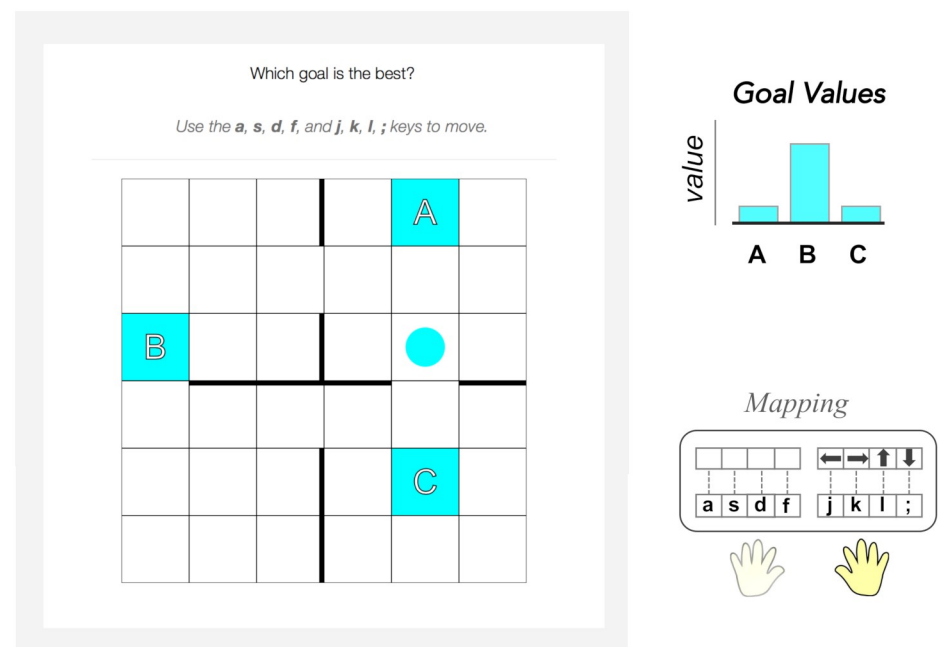 Which goal is the best?
Use the a, s, d, f, and j, k, l, ; keys to move.
A
B
C
Goal Values
value
A B C
Mapping
a s d f j k l ;